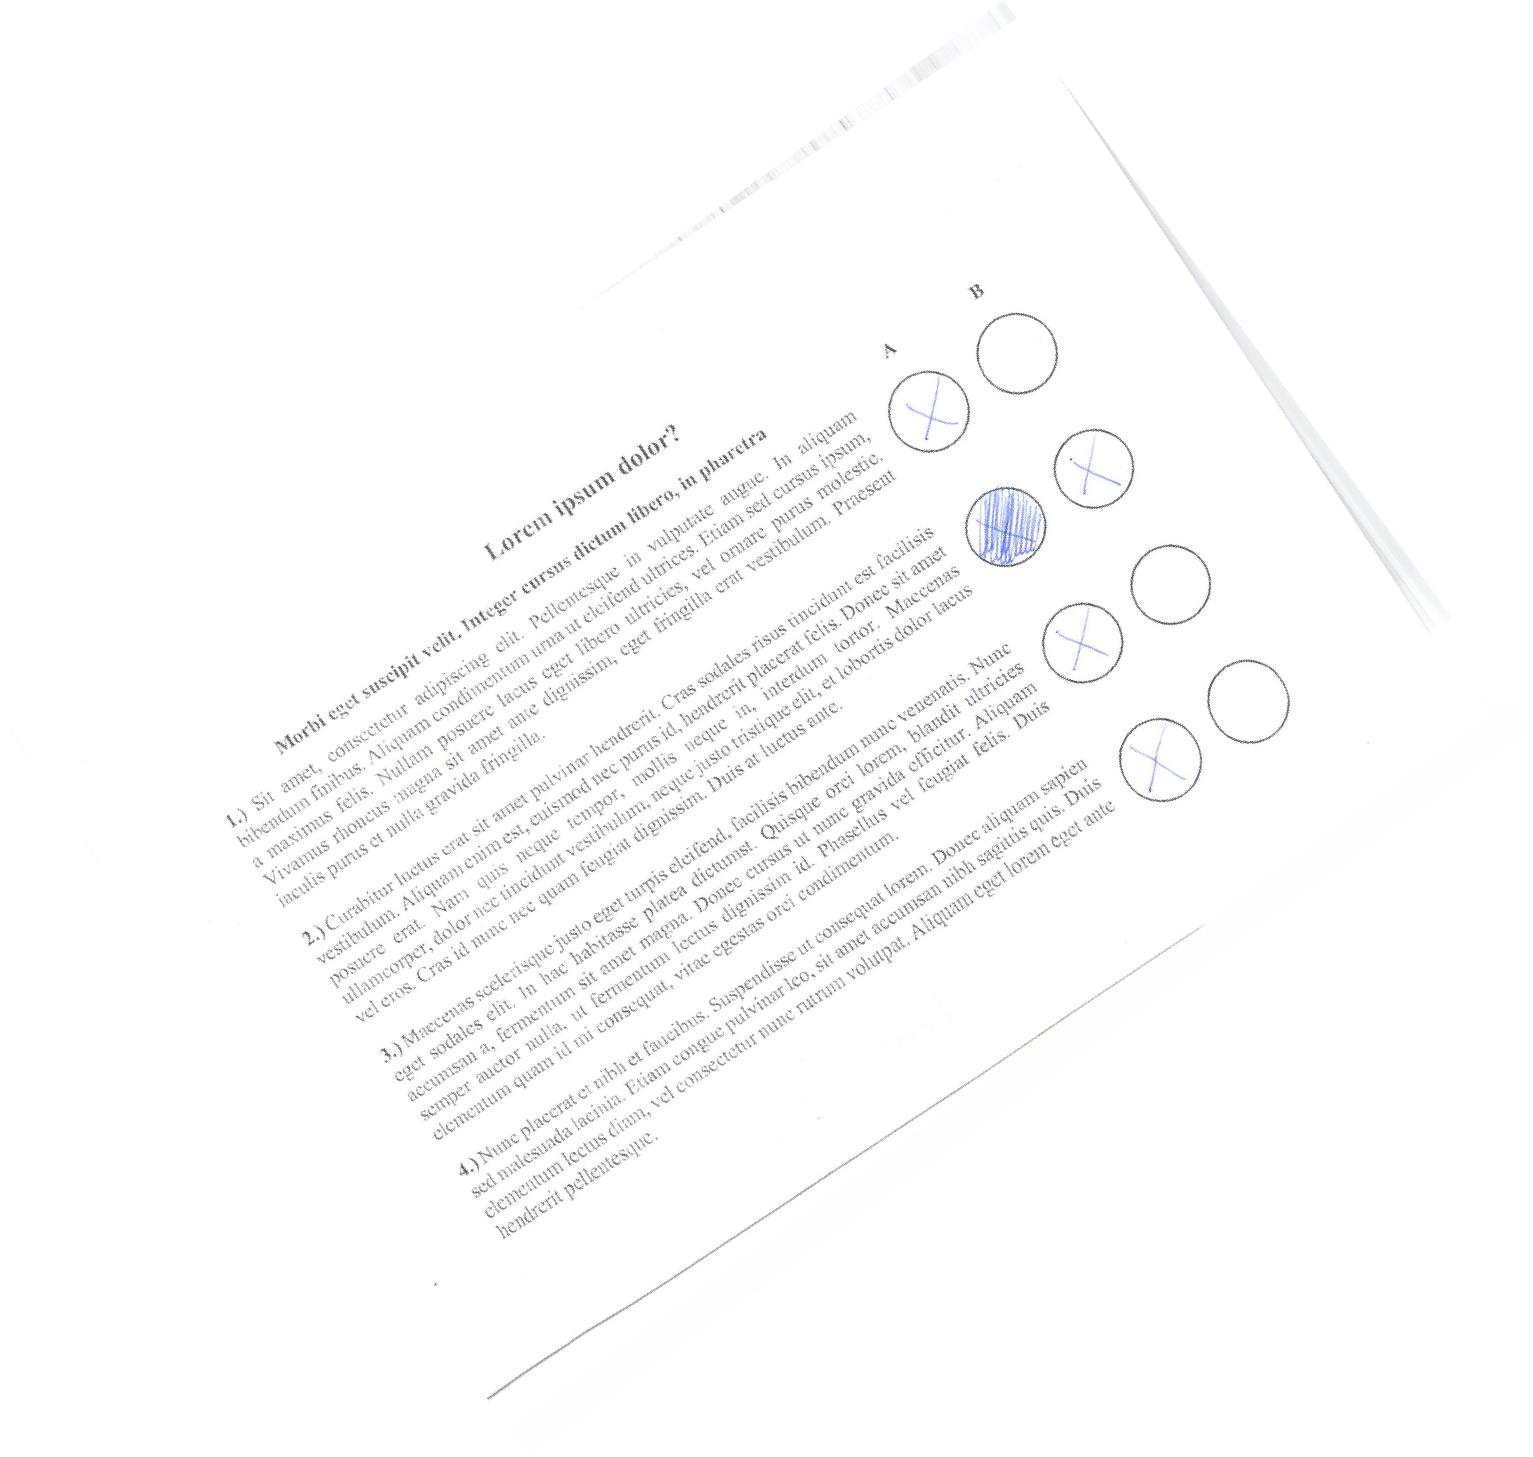 Lorem ipsum dolor?
Morbi eget suscipit velit. Integer cursus dictum libero, in pharetra
A B
1.) Sit amet, consectetur adipiscing elit. Pellentesque in vulputate augue. In aliquam
bibendum finibus. Aliquam condimentum urna ut eleifend ultrices. Etiam sed cursus ipsum,
a maximus felis. Nullam posuere lacus eget libero ultricies, vel ornare purus molestie.
Vivamus rhoncus magna sit amet ante dignissim, eget fringilla erat vestibulum. Praesent
iaculis purus et nulla gravida fringilla.
2.) Curabitur luctus erat sit amet pulvinar hendrerit. Cras sodales risus tincidunt est facilisis
vestibulum. Aliquam enim est, euismod nec purus id, hendrerit placerat felis. Donec sit amet
posuere erat. Nam quis neque tempor, mollis neque in, interdum tortor. Maecenas
ullamcorper, dolor nec tincidunt vestibulum, neque justo tristique elit, et lobortis dolor lacus
vel eros. Cras id nunc nec quam feugiat dignissim. Duis at luctus ante.
3.) Maecenas scelerisque justo eget turpis eleifend, facilisis bibendum nunc venenatis. Nunc
eget sodales elit. In hac habitasse platea dictumst. Quisque orci lorem, blandit ultricies
accumsan a, fermentum sit amet magna. Donec cursus ut nunc gravida efficitur. Aliquam
semper auctor nulla, ut fermentum lectus dignissim id. Phasellus vel feugiat felis. Duis
elementum quam id mi consequat, vitae egestas orci condimentum.
4.) Nunc placerat et nibh et faucibus. Suspendisse ut consequat lorem. Donec aliquam sapien
sed malesuada lacinia. Etiam congue pulvinar leo, sit amet accumsan nibh sagittis quis. Duis
elementum lectus diam, vel consectetur nunc rutrum volutpat. Aliquam eget lorem eget ante
hendrerit pellentesque.